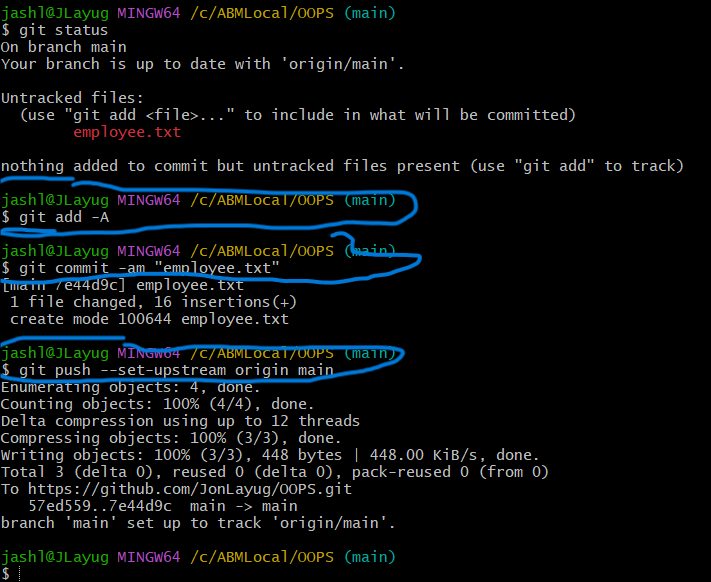 jashl@JLayug MINGW64 /c/ABMLocal/OOPS (main)
$ git status
On branch main
Your branch is up to date with 'origin/main'.
Untracked files:
  (use "git add <file>..." to include in what will be committed)
        employee.txt
nothing added to commit but untracked files present (use "git add" to track)
jashl@JLayug MINGW64 /c/ABMLocal/OOPS (main)
$ git add -A
jashl@JLayug MINGW64 /c/ABMLocal/OOPS (main)
$ git commit -am "employee.txt"
[main 7e44d9c] employee.txt
 1 file changed, 16 insertions(+)
 create mode 100644 employee.txt
jashl@JLayug MINGW64 /c/ABMLocal/OOPS (main)
$ git push --set-upstream origin main
Enumerating objects: 4, done.
Counting objects: 100% (4/4), done.
Delta compression using up to 12 threads
Compressing objects: 100% (3/3), done.
Writing objects: 100% (3/3), 448 bytes | 448.00 KiB/s, done.
Total 3 (delta 0), reused 0 (delta 0), pack-reused 0 (from 0)
To https://github.com/JonLayug/OOPS.git
   57ed559..7e44d9c  main -> main
branch 'main' set up to track 'origin/main'.
jashl@JLayug MINGW64 /c/ABMLocal/OOPS (main)
$